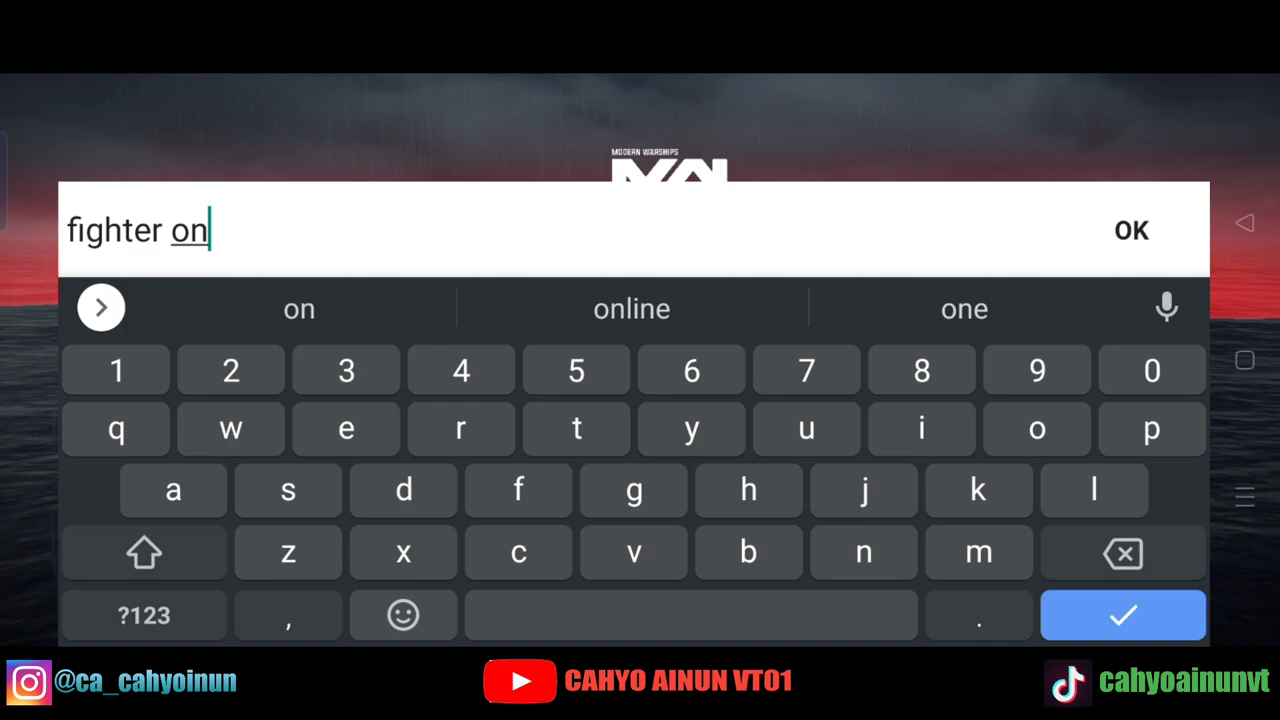 MODERN WARSHIPS
fighter on
OK
on online one
1 2 3 4 5 6 7 8 9 0
q w e r t y u i o p
a s d f g h j k l
z x c v b n m
?123 , .
@ca_cahyoinun CAHYO AINUN VT01 cahyoainunvt